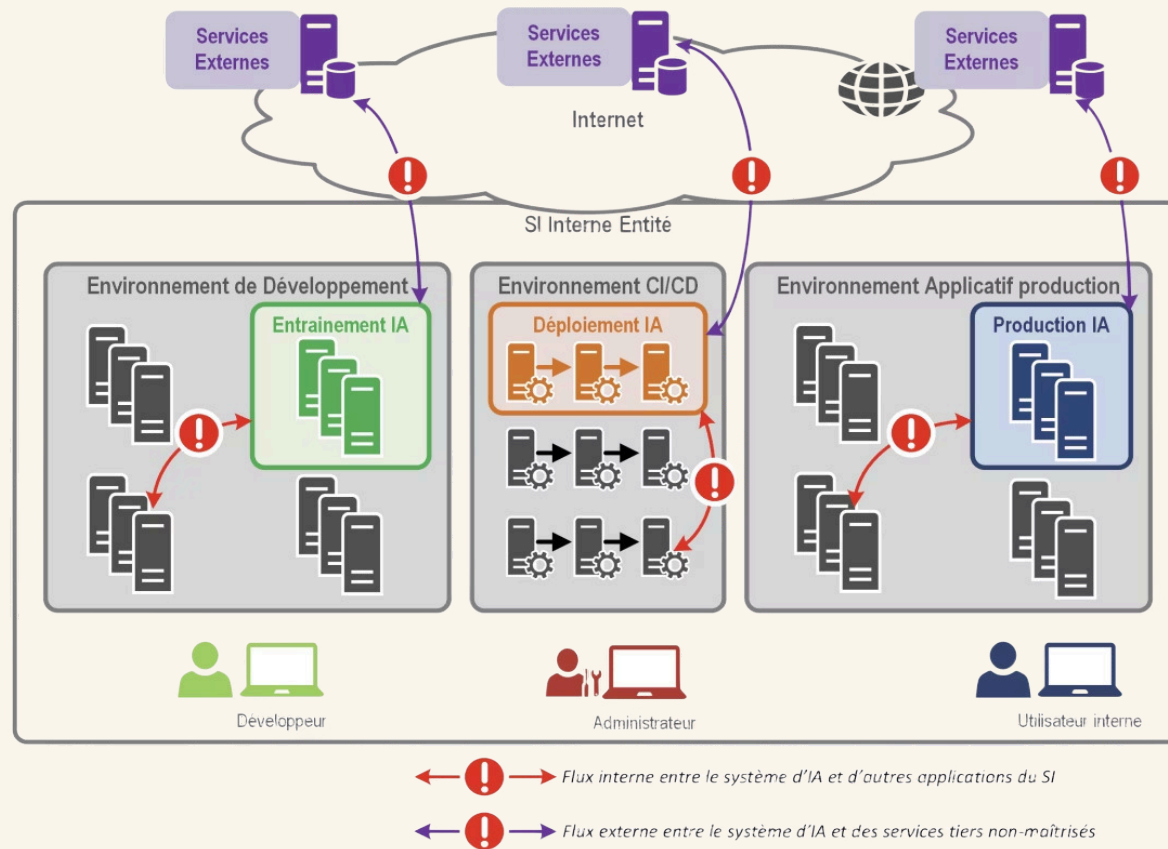 Services
Externes
Services
Externes
Services
Externes
Internet
SI Interne Entité
Environnement de Développement
Entrainement IA
Environnement CI/CD
Déploiement IA
Environnement Applicatif production
Production IA
Développeur
Administrateur
Utilisateur interne
Flux interne entre le système d'IA et d'autres applications du SI
Flux externe entre le système d'IA et des services tiers non-maîtrisés